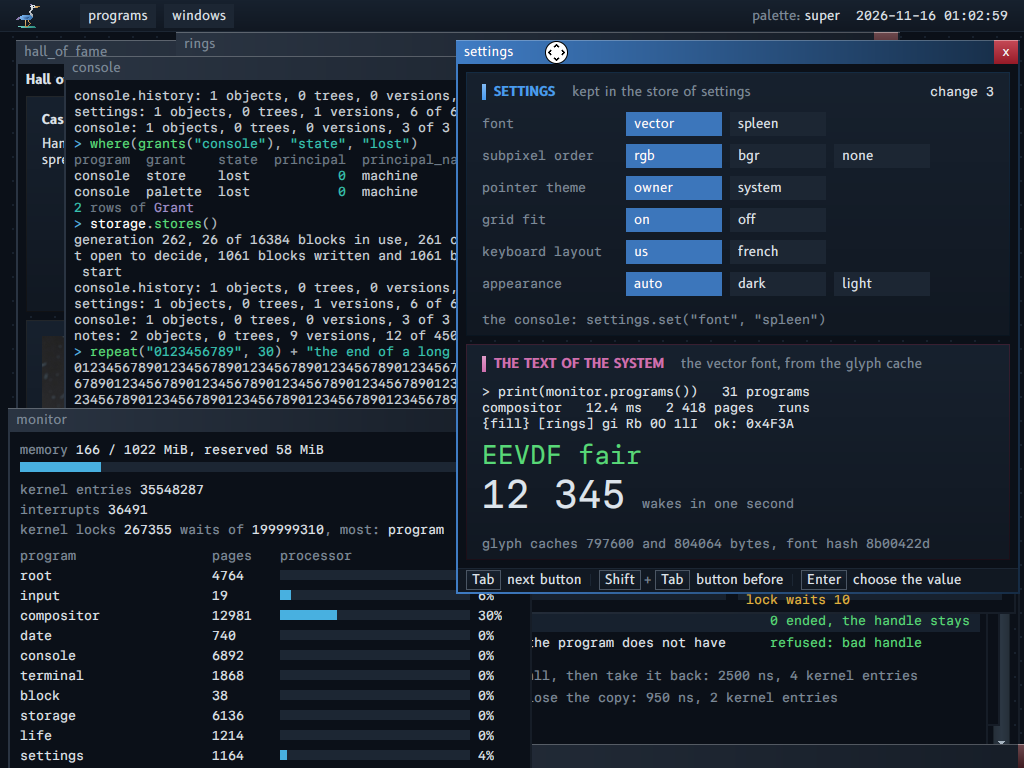 programs windows palette: super 2026-11-16 01:02:59
rings
hall_of_fame
console
settings x
Hall o
Cas
Han
spre
console.history: 1 objects, 0 trees, 0 versions,
settings: 1 objects, 0 trees, 1 versions, 6 of 6
console: 1 objects, 0 trees, 0 versions, 3 of 3
> where(grants("console"), "state", "lost")
program grant state principal principal_na
console store lost 0 machine
console palette lost 0 machine
2 rows of Grant
> storage.stores()
generation 262, 26 of 16384 blocks in use, 261 c
t open to decide, 1061 blocks written and 1061 b
start
console.history: 1 objects, 0 trees, 0 versions,
settings: 1 objects, 0 trees, 1 versions, 6 of 6
console: 1 objects, 0 trees, 0 versions, 3 of 3
notes: 2 objects, 0 trees, 9 versions, 12 of 450
> repeat("0123456789", 30) + "the end of a long
012345678901234567890123456789012345678901234567
678901234567890123456789012345678901234567890123
234567890123456789012345678901234567890123456789
SETTINGS kept in the store of settings change 3
font vector spleen
subpixel order rgb bgr none
pointer theme owner system
grid fit on off
keyboard layout us french
appearance auto dark light
the console: settings.set("font", "spleen")
THE TEXT OF THE SYSTEM the vector font, from the glyph cache
> print(monitor.programs()) 31 programs
compositor 12.4 ms 2 418 pages runs
{fill} [rings] gi Rb 0O 1lI ok: 0x4F3A
EEVDF fair
12 345 wakes in one second
glyph caches 797600 and 804064 bytes, font hash 8b00422d
Tab next button Shift + Tab button before Enter choose the value
monitor
memory 166 / 1022 MiB, reserved 58 MiB
kernel entries 35548287
interrupts 36491
kernel locks 267355 waits of 199999310, most: program
program pages processor
root 4764
input 19 6%
compositor 12981 30%
date 740 0%
console 6892 0%
terminal 1868 0%
block 38 0%
storage 6136 0%
life 1214 0%
settings 1164 4%
lock waits 10
0 ended, the handle stays
the program does not have refused: bad handle
all, then take it back: 2500 ns, 4 kernel entries
lose the copy: 950 ns, 2 kernel entries